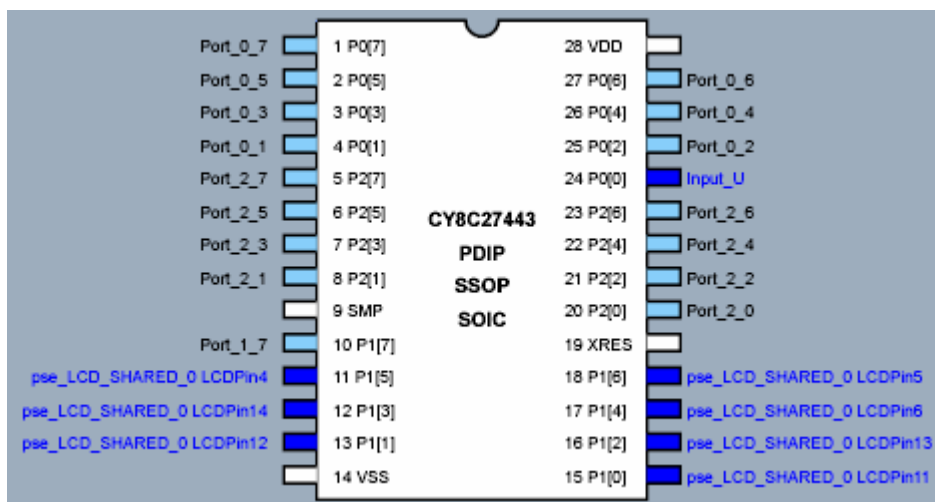 Port_0_7 1 P0[7] 28 VDD
Port_0_5 2 P0[5] 27 P0[6] Port_0_6
Port_0_3 3 P0[3] 26 P0[4] Port_0_4
Port_0_1 4 P0[1] 25 P0[2] Port_0_2
Port_2_7 5 P2[7] 24 P0[0] Input_U
Port_2_5 6 P2[5] 23 P2[6] Port_2_6
CY8C27443
Port_2_3 7 P2[3] 22 P2[4] Port_2_4
PDIP
Port_2_1 8 P2[1] 21 P2[2] Port_2_2
SSOP
9 SMP 20 P2[0] Port_2_0
SOIC
Port_1_7 10 P1[7] 19 XRES
pse_LCD_SHARED_0 LCDPin4 11 P1[5] 18 P1[6] pse_LCD_SHARED_0 LCDPin5
pse_LCD_SHARED_0 LCDPin14 12 P1[3] 17 P1[4] pse_LCD_SHARED_0 LCDPin6
pse_LCD_SHARED_0 LCDPin12 13 P1[1] 16 P1[2] pse_LCD_SHARED_0 LCDPin13
14 VSS 15 P1[0] pse_LCD_SHARED_0 LCDPin11